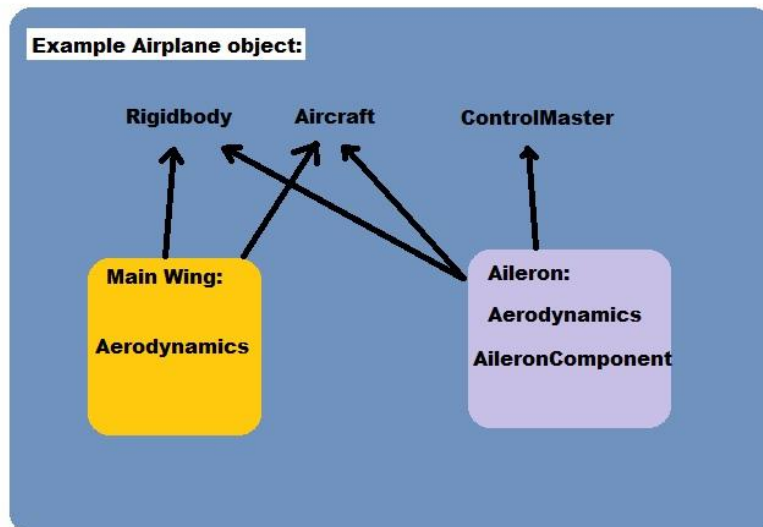 Example Airplane object:
Rigidbody
Aircraft
ControlMaster
Main Wing:
Aerodynamics
Aileron:
Aerodynamics
AileronComponent